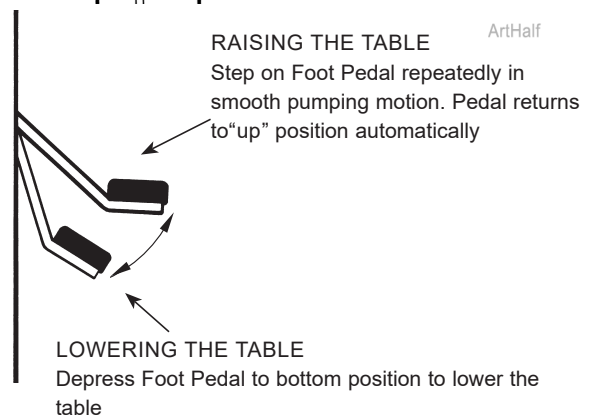 ArtHalf
RAISING THE TABLE
Step on Foot Pedal repeatedly in
smooth pumping motion. Pedal returns
to“up” position automatically
LOWERING THE TABLE
Depress Foot Pedal to bottom position to lower the
table